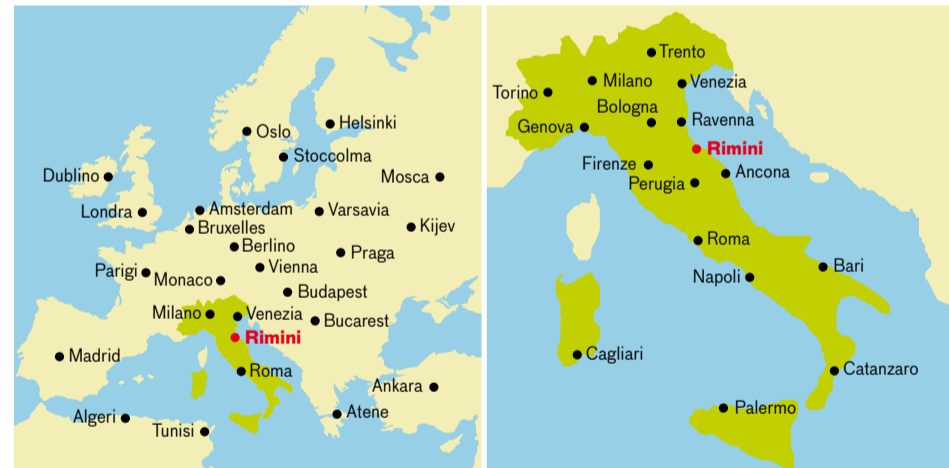 Oslo
Helsinki
Stoccolma
Dublino
Mosca
Londra
Amsterdam
Varsavia
Bruxelles
Kijev
Berlino
Praga
Parigi
Vienna
Monaco
Budapest
Milano
Venezia
Bucarest
Rimini
Madrid
Roma
Ankara
Algeri
Atene
Tunisi
Trento
Milano
Venezia
Torino
Bologna
Genova
Ravenna
Rimini
Firenze
Ancona
Perugia
Roma
Napoli
Bari
Cagliari
Catanzaro
Palermo